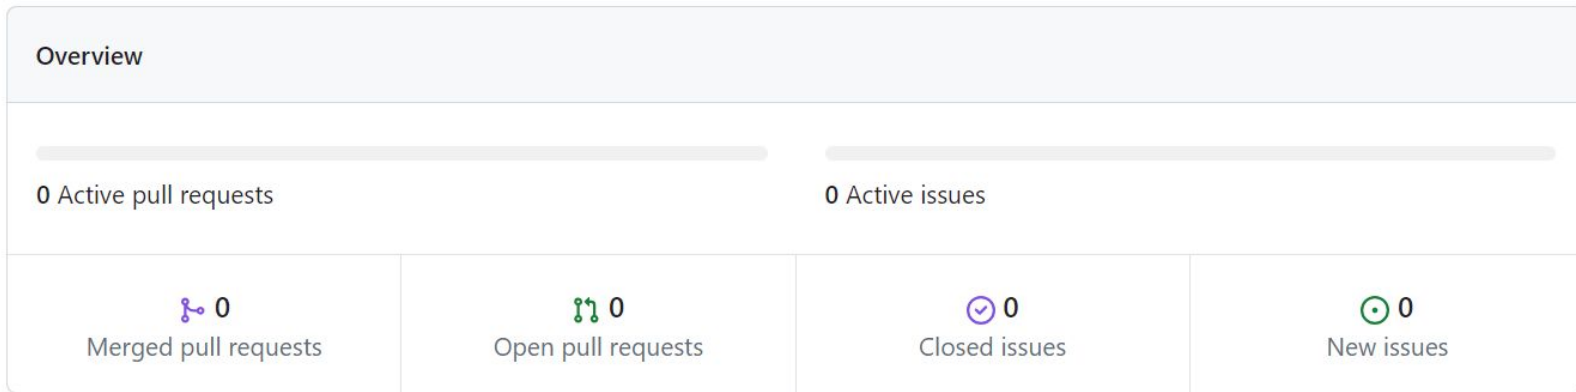 Overview
0 Active pull requests
0 Active issues
0
Merged pull requests
0
Open pull requests
0
Closed issues
0
New issues